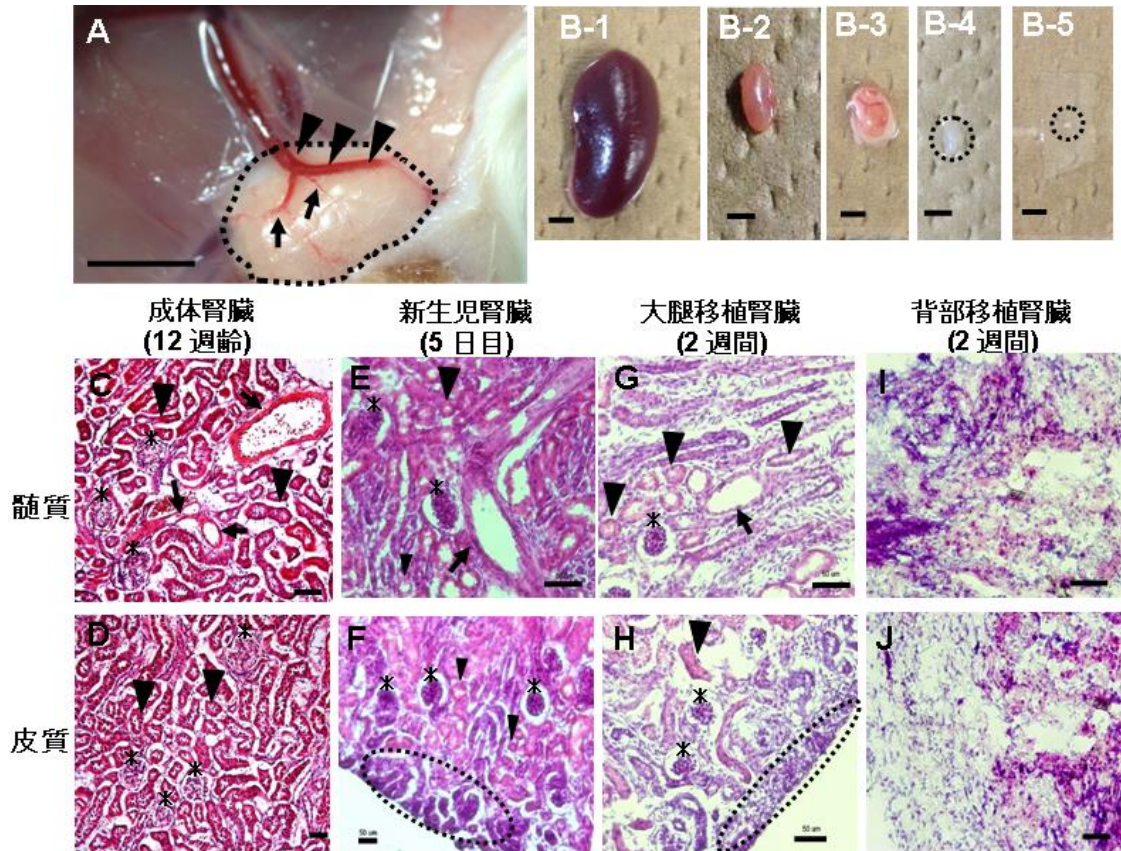 A
B-1
B-2
B-3
B-4
B-5
成体腎臓
(12 週齢)
新生児腎臓
(5 日目)
大腿移植腎臓
(2 週間)
背部移植腎臓
(2 週間)
髄質
C
E
G
I
50 um
皮質
D
F
H
J
50 um
50 um